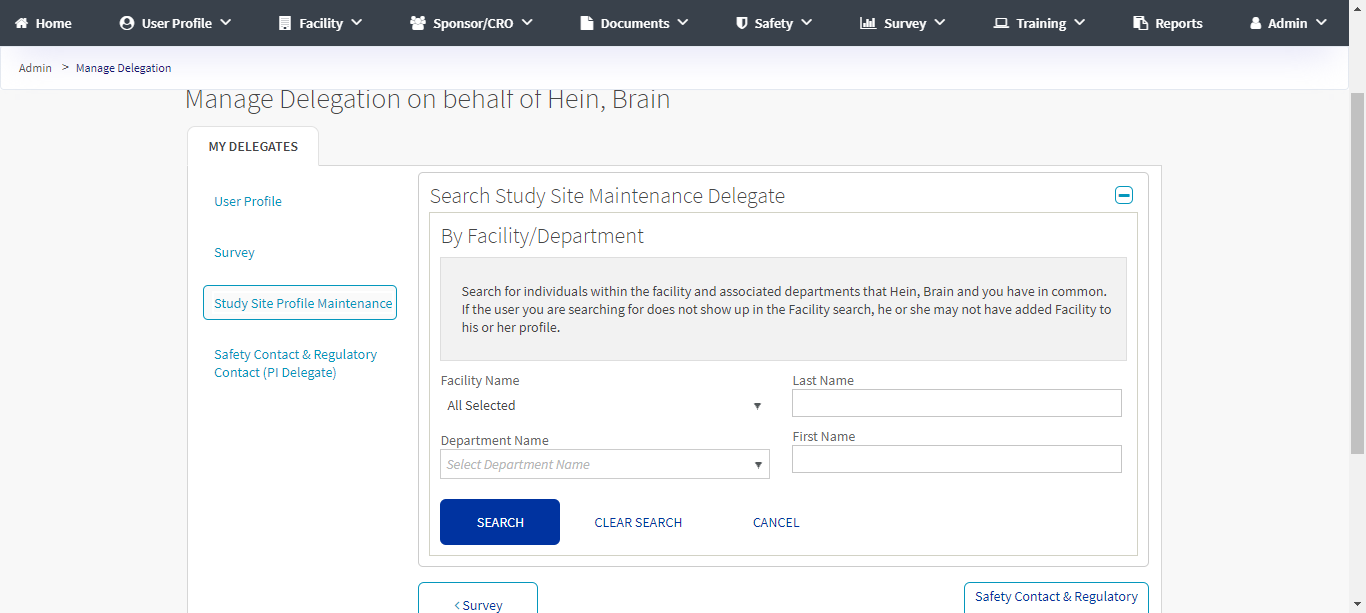 Home
User Profile
Facility
Sponsor/CRO
Documents
Safety
Survey
Training
Reports
Admin
Admin > Manage Delegation
Manage Delegation on behalf of Hein, Brain
MY DELEGATES
User Profile
Survey
Study Site Profile Maintenance
Safety Contact & Regulatory
Contact (PI Delegate)
Search Study Site Maintenance Delegate
By Facility/Department
Search for individuals within the facility and associated departments that Hein, Brain and you have in common.
If the user you are searching for does not show up in the Facility search, he or she may not have added Facility to
his or her profile.
Facility Name
All Selected
Last Name
Department Name
Select Department Name
First Name
SEARCH
CLEAR SEARCH
CANCEL
< Survey
Safety Contact & Regulatory